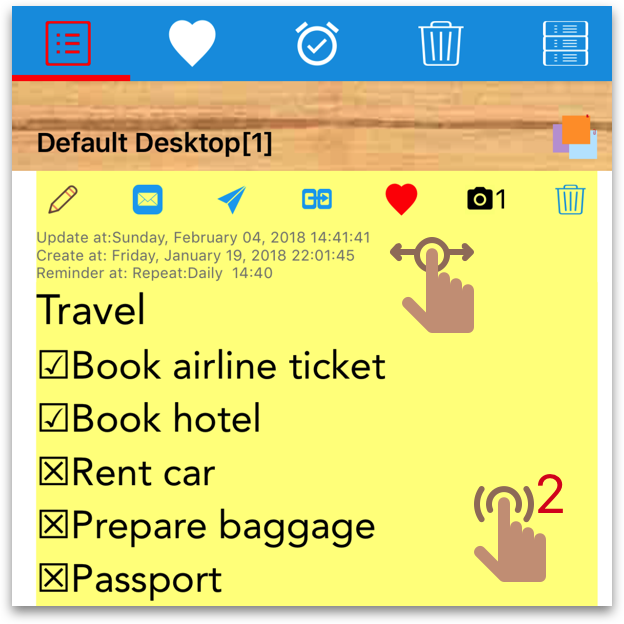 Default Desktop[1]
1
Update at:Sunday, February 04, 2018 14:41:41
Create at: Friday, January 19, 2018 22:01:45
Reminder at: Repeat:Daily 14:40
Travel
☑Book airline ticket
☑Book hotel
☒Rent car
2
☒Prepare baggage
☒Passport